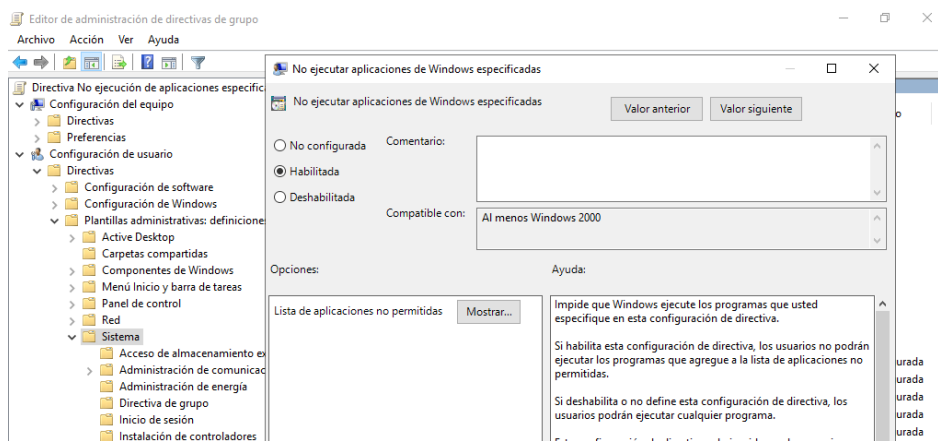 Editor de administración de directivas de grupo
Archivo Acción Ver Ayuda
Directiva No ejecución de aplicaciones especific
Configuración del equipo
Directivas
Preferencias
Configuración de usuario
Directivas
Configuración de software
Configuración de Windows
Plantillas administrativas: definicione
Active Desktop
Carpetas compartidas
Componentes de Windows
Menú Inicio y barra de tareas
Panel de control
Red
Sistema
Acceso de almacenamiento ex
Administración de comunicac
Administración de energía
Directiva de grupo
Inicio de sesión
Instalación de controladores
No ejecutar aplicaciones de Windows especificadas
No ejecutar aplicaciones de Windows especificadas
Valor anterior Valor siguiente
No configurada
Habilitada
Deshabilitada
Comentario:
Compatible con:
Al menos Windows 2000
Opciones:
Ayuda:
Lista de aplicaciones no permitidas Mostrar...
Impide que Windows ejecute los programas que usted
especifique en esta configuración de directiva.
Si habilita esta configuración de directiva, los usuarios no podrán
ejecutar los programas que agregue a la lista de aplicaciones no
permitidas.
Si deshabilita o no define esta configuración de directiva, los
usuarios podrán ejecutar cualquier programa.
o
urada
urada
urada
urada
urada